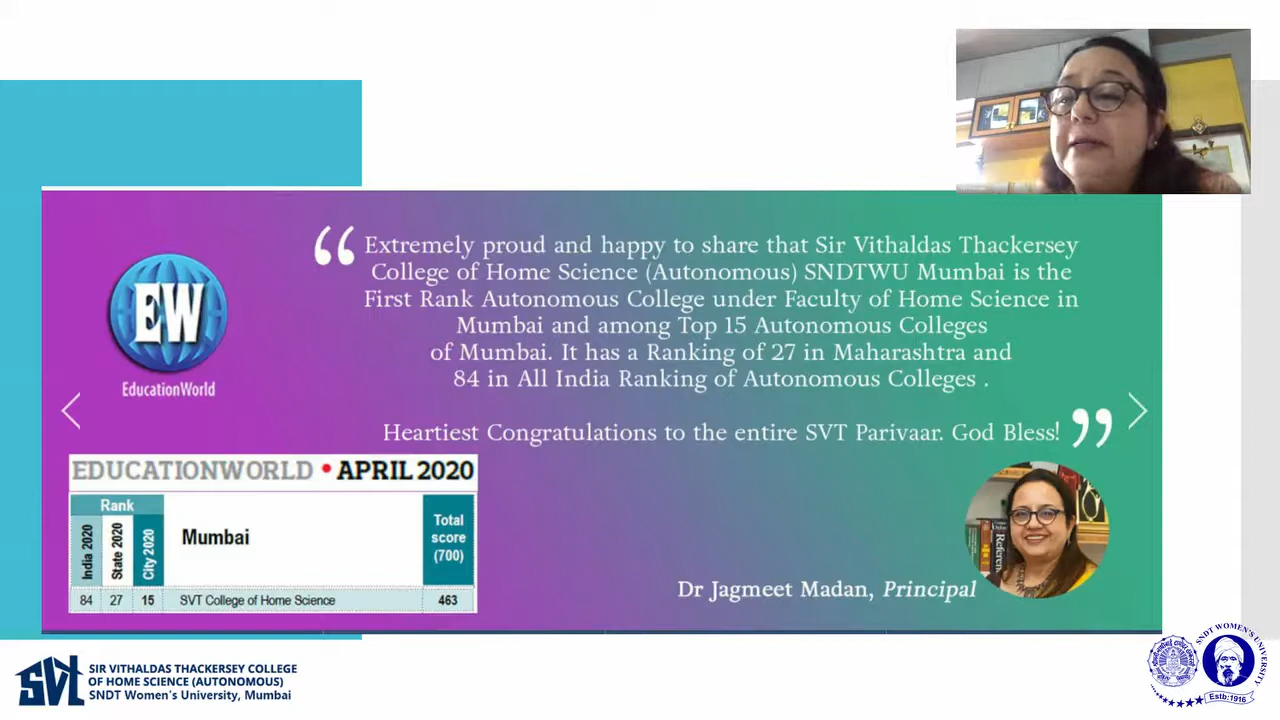 “ Extremely proud and happy to share that Sir Vithaldas Thackersey
College of Home Science (Autonomous) SNDTWU Mumbai is the
First Rank Autonomous College under Faculty of Home Science in
Mumbai and among Top 15 Autonomous Colleges
of Mumbai. It has a Ranking of 27 in Maharashtra and
84 in All India Ranking of Autonomous Colleges .
Heartiest Congratulations to the entire SVT Parivaar. God Bless! ”
EW
EducationWorld
EDUCATIONWORLD • APRIL 2020
Rank
India 2020
State 2020
City 2020
Mumbai
Total
score
(700)
84 27 15 SVT College of Home Science 463
Dr Jagmeet Madan, Principal
SVT
SIR VITHALDAS THACKERSEY COLLEGE
OF HOME SCIENCE (AUTONOMOUS)
SNDT Women's University, Mumbai
SNDT WOMEN'S UNIVERSITY
Estb:1916